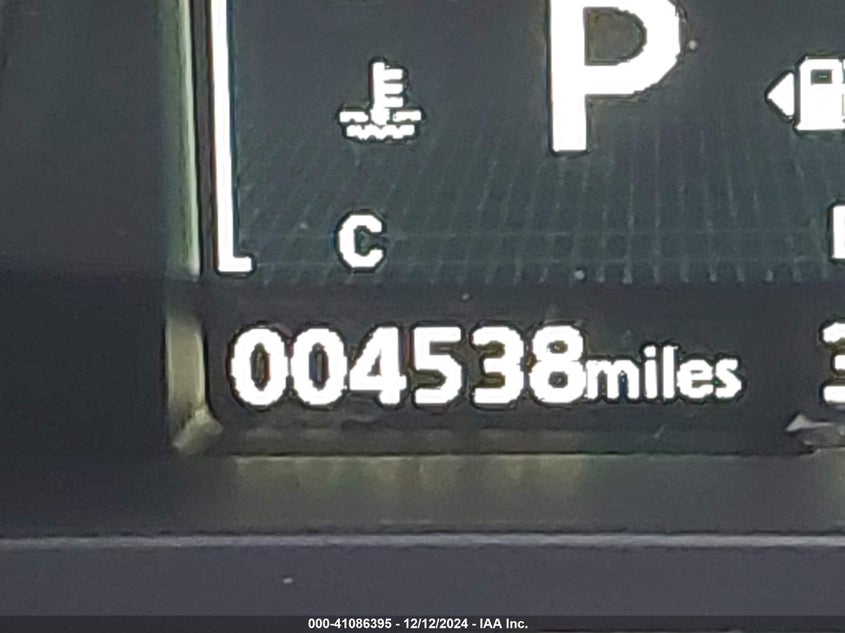 P
C
004538miles
000-41086395 - 12/12/2024 - IAA Inc.